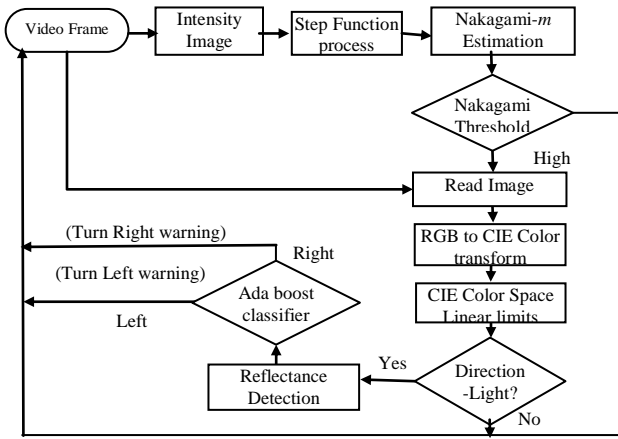 Video Frame
Intensity
Image
Step Function
process
Nakagami-m
Estimation
Nakagami
Threshold
High
Read Image
RGB to CIE Color
transform
CIE Color Space
Linear limits
Direction
-Light?
Yes
No
Reflectance
Detection
Ada boost
classifier
Right
(Turn Right warning)
(Turn Left warning)
Left